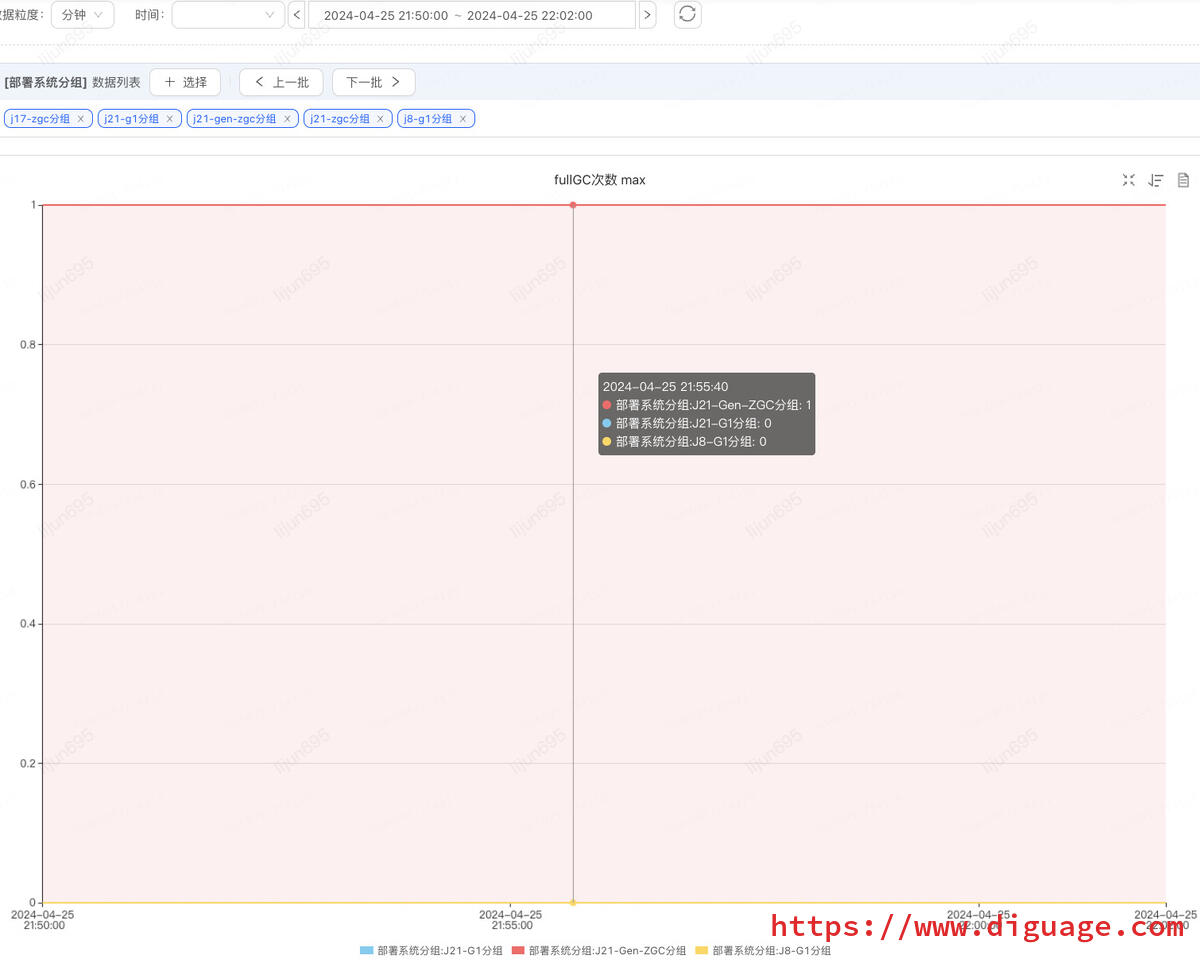 据粒度： 分钟 时间： 2024-04-25 21:50:00 ~ 2024-04-25 22:02:00
[部署系统分组] 数据列表 选择 上一批 下一批
j17-zgc分组 × j21-g1分组 × j21-gen-zgc分组 × j21-zgc分组 × j8-g1分组 ×
fullGC次数 max
1
0.8
2024-04-25 21:55:40
部署系统分组:J21-Gen-ZGC分组: 1
部署系统分组:J21-G1分组: 0
部署系统分组:J8-G1分组: 0
0.6
0.4
0.2
0
2024-04-25 21:50:00
2024-04-25 21:55:00
2024-04-25 22:00:00
2024-04-25 22:02:00
https://www.diguage.com
部署系统分组:J21-G1分组 部署系统分组:J21-Gen-ZGC分组 部署系统分组:J8-G1分组
lijun695